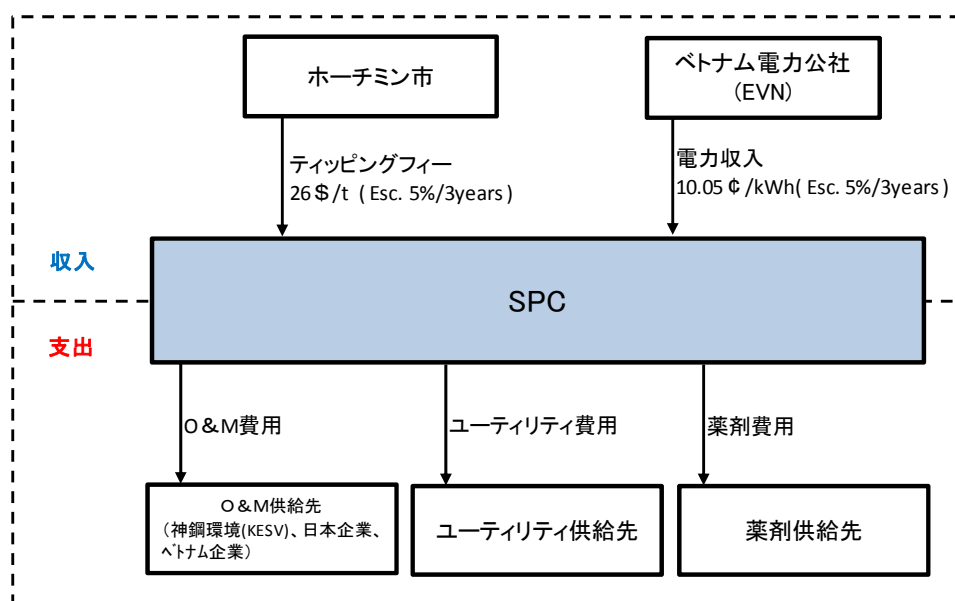 ホーチミン市
ベトナム電力公社
(EVN)
ティッピングフィー
26＄/t ( Esc. 5%/3years )
電力収入
10.05￠/kWh( Esc. 5%/3years )
収入
SPC
支出
O＆M費用
ユーティリティ費用
薬剤費用
O＆M供給先
（神鋼環境(KESV)、日本企業、
ﾍﾞﾄﾅﾑ企業）
ユーティリティ供給先
薬剤供給先